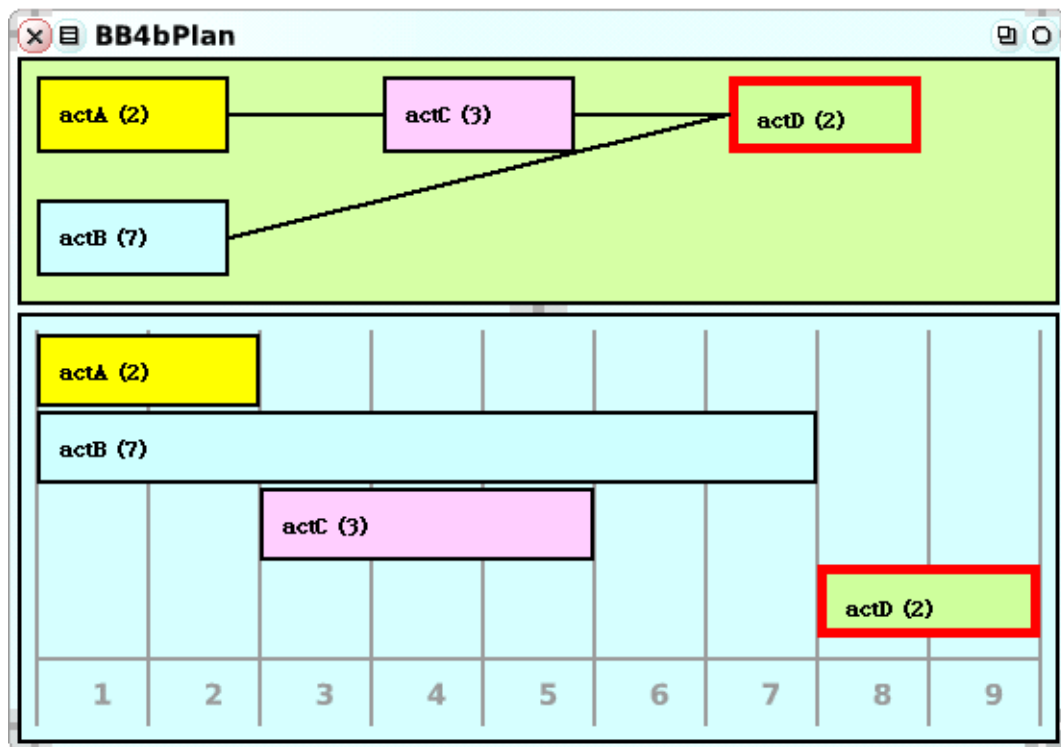 BB4bPlan
actA (2)
actC (3)
actD (2)
actB (7)
actA (2)
actB (7)
actC (3)
actD (2)
1 2 3 4 5 6 7 8 9